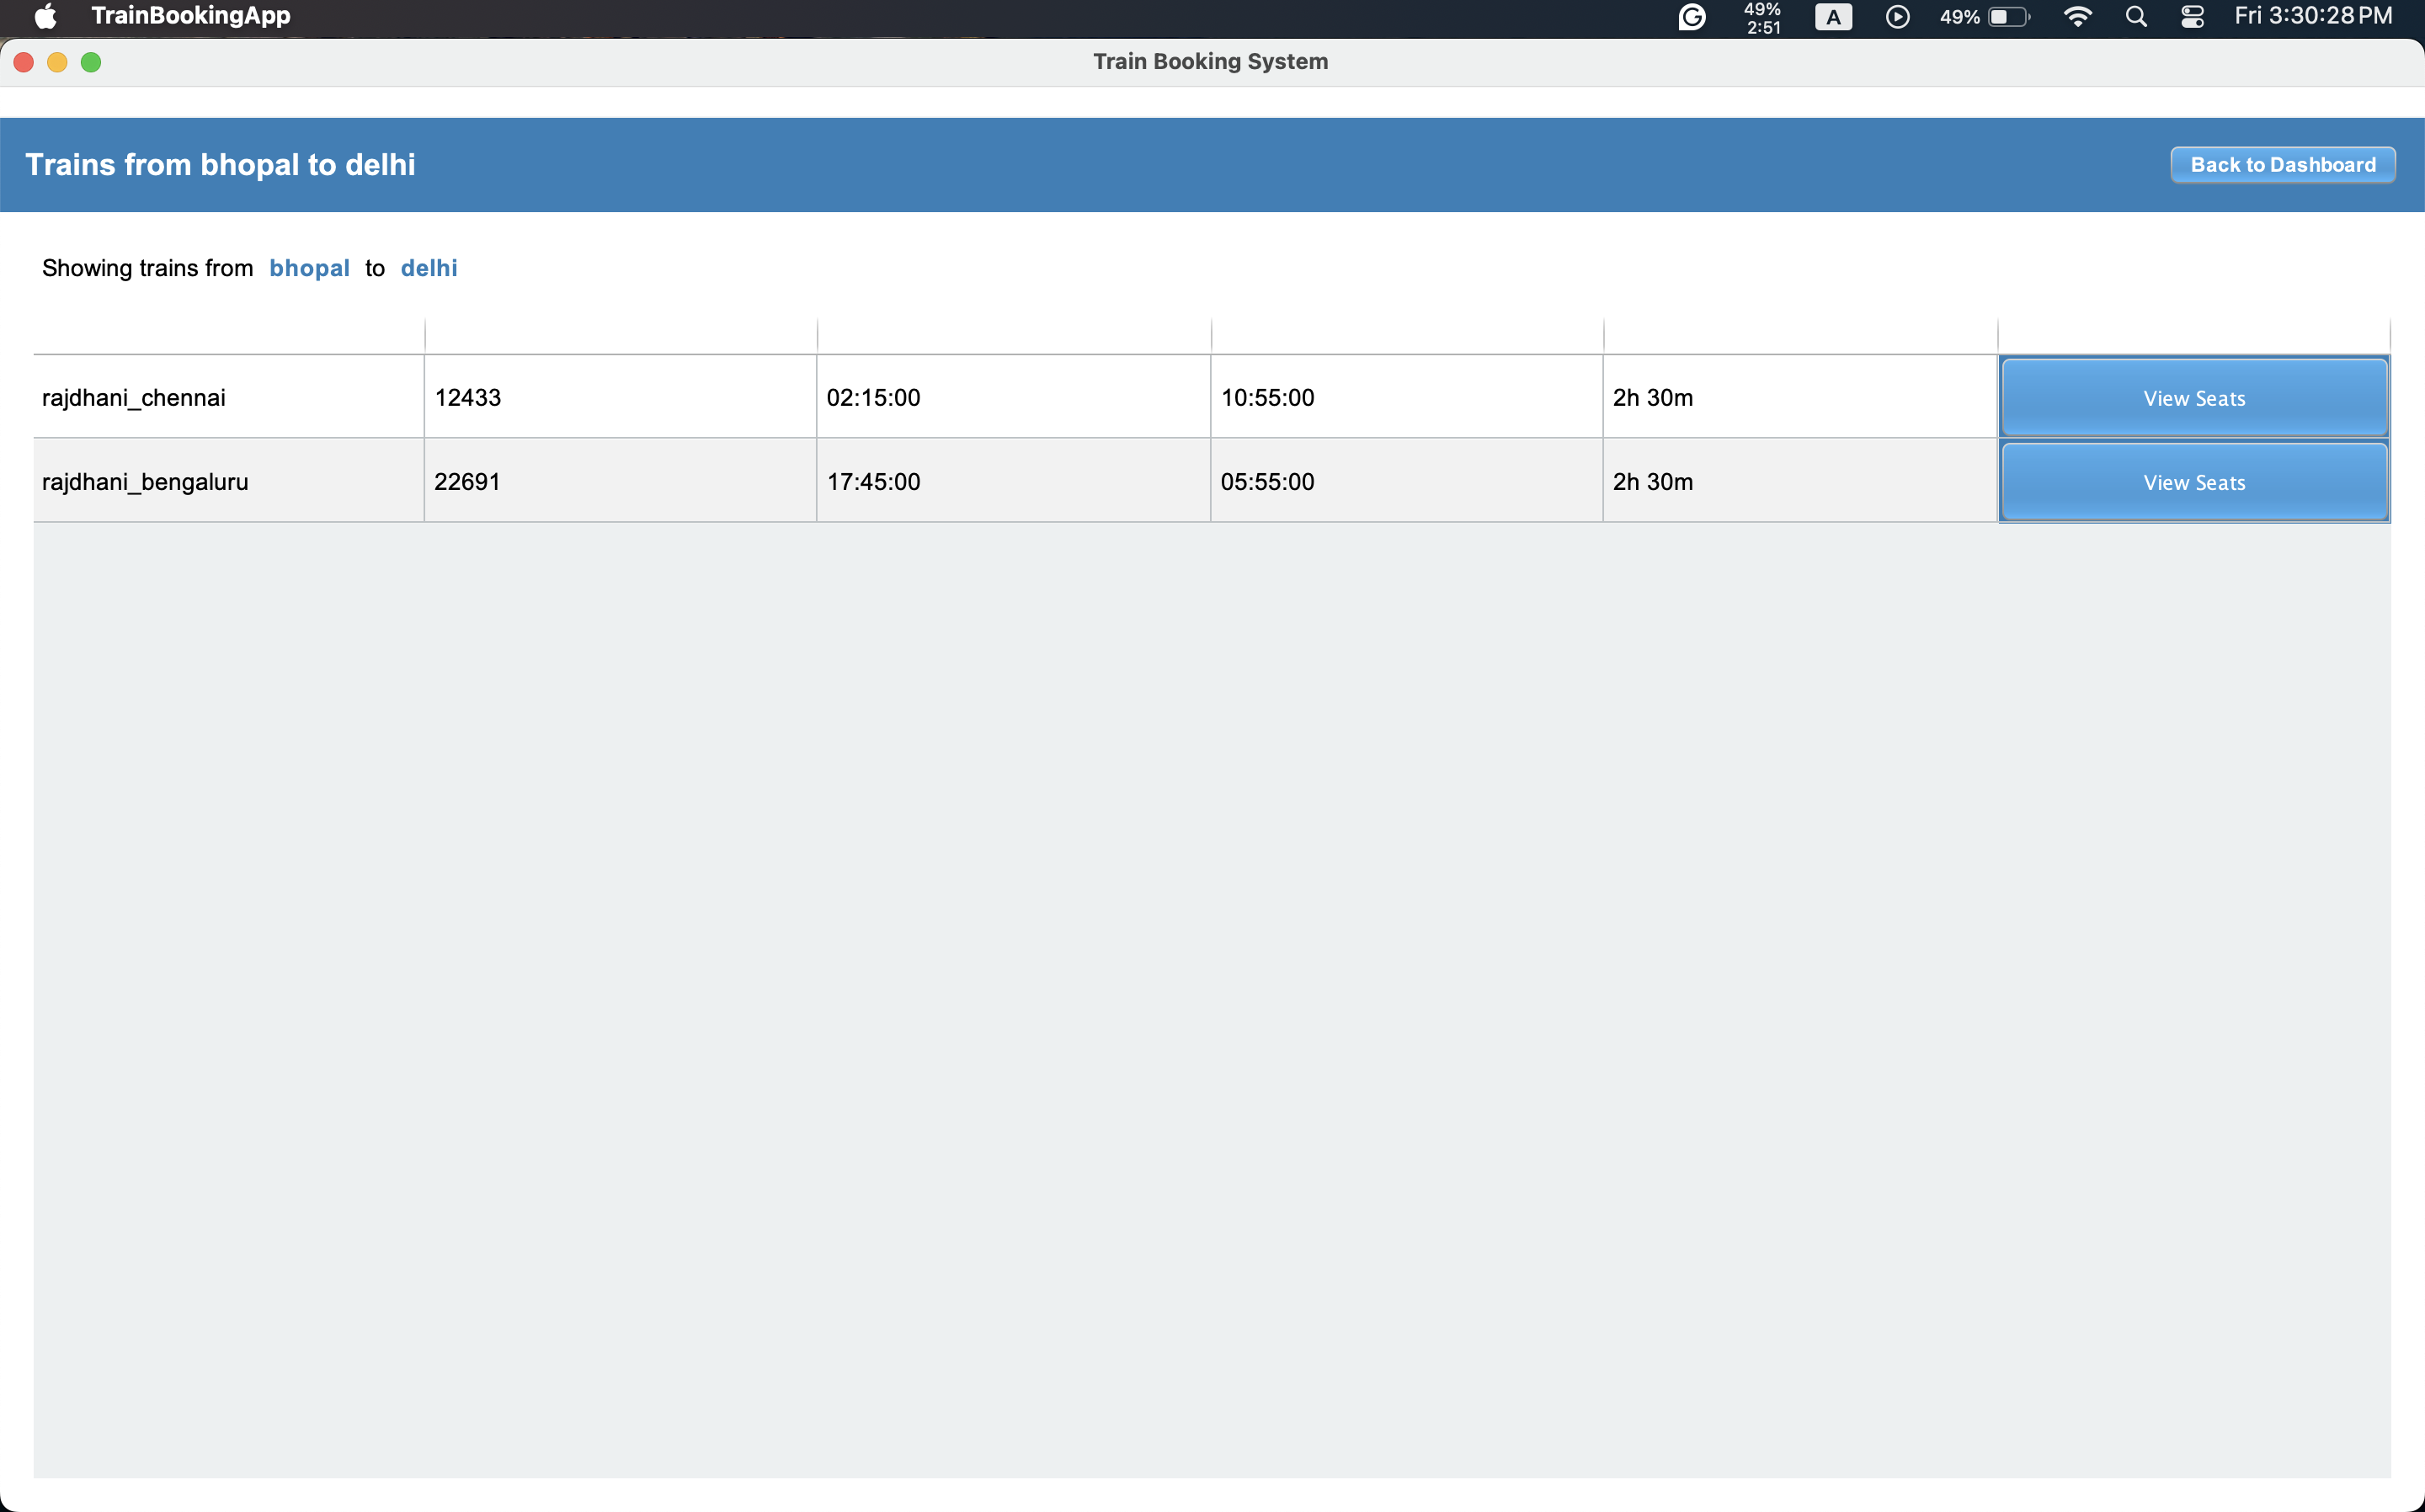 TrainBookingApp
49%
2:51
A
49%
Fri 3:30:28 PM
Train Booking System
Trains from bhopal to delhi
Back to Dashboard
Showing trains from bhopal to delhi
rajdhani_chennai 12433 02:15:00 10:55:00 2h 30m View Seats
rajdhani_bengaluru 22691 17:45:00 05:55:00 2h 30m View Seats